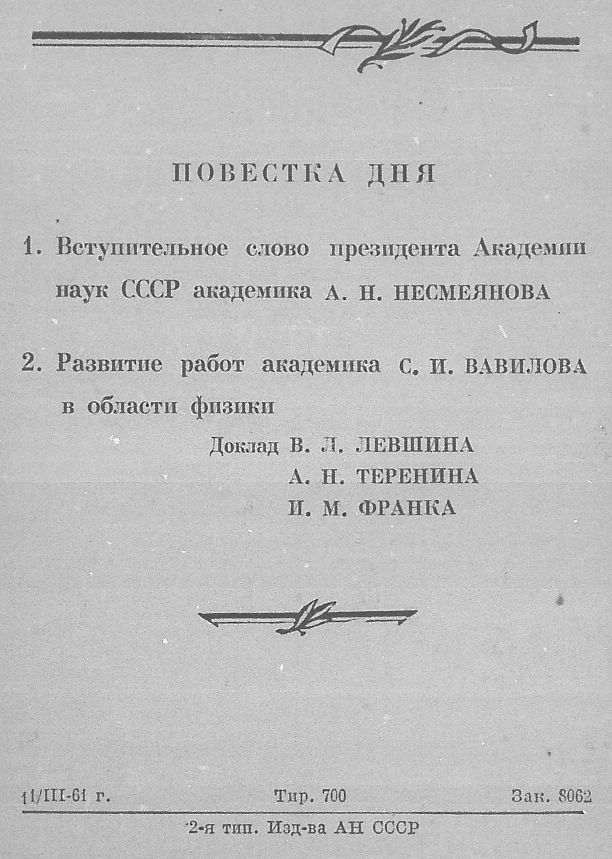 ПОВЕСТКА ДНЯ
1. Вступительное слово президента Академии
наук СССР академика А. Н. НЕСМЕЯНОВА
2. Развитие работ академика С. И. ВАВИЛОВА
в области физики
Доклад В. Л. ЛЕВШИНА
А. Н. ТЕРЕНИНА
И. М. ФРАНКА
11/III-61 г. Тир. 700 Зак. 8062
2-я тип. Изд-ва АН СССР